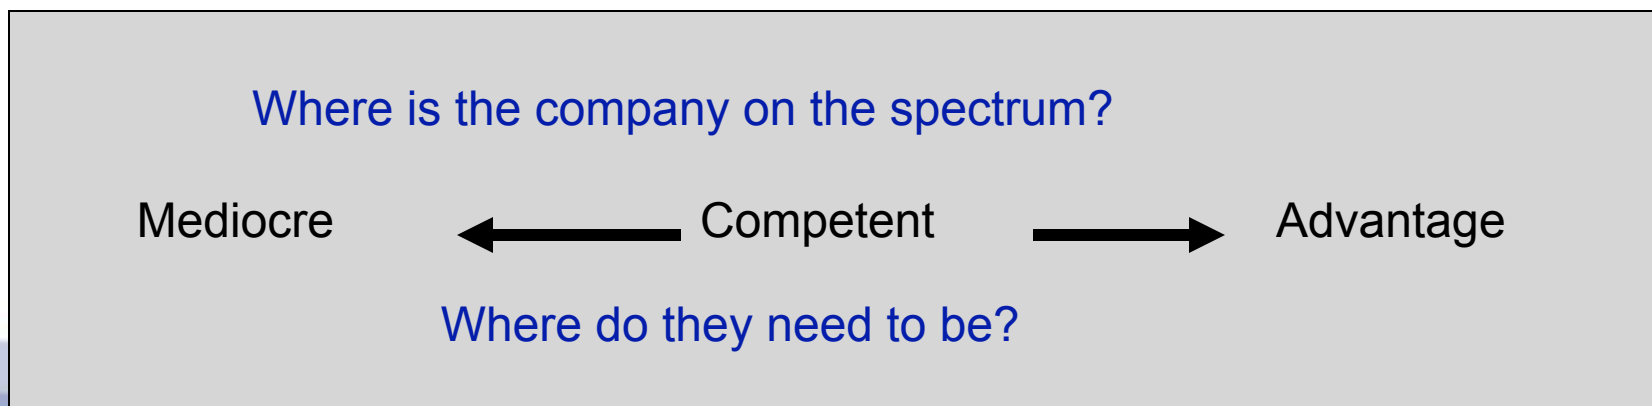 Where is the company on the spectrum?
Mediocre Competent Advantage
Where do they need to be?